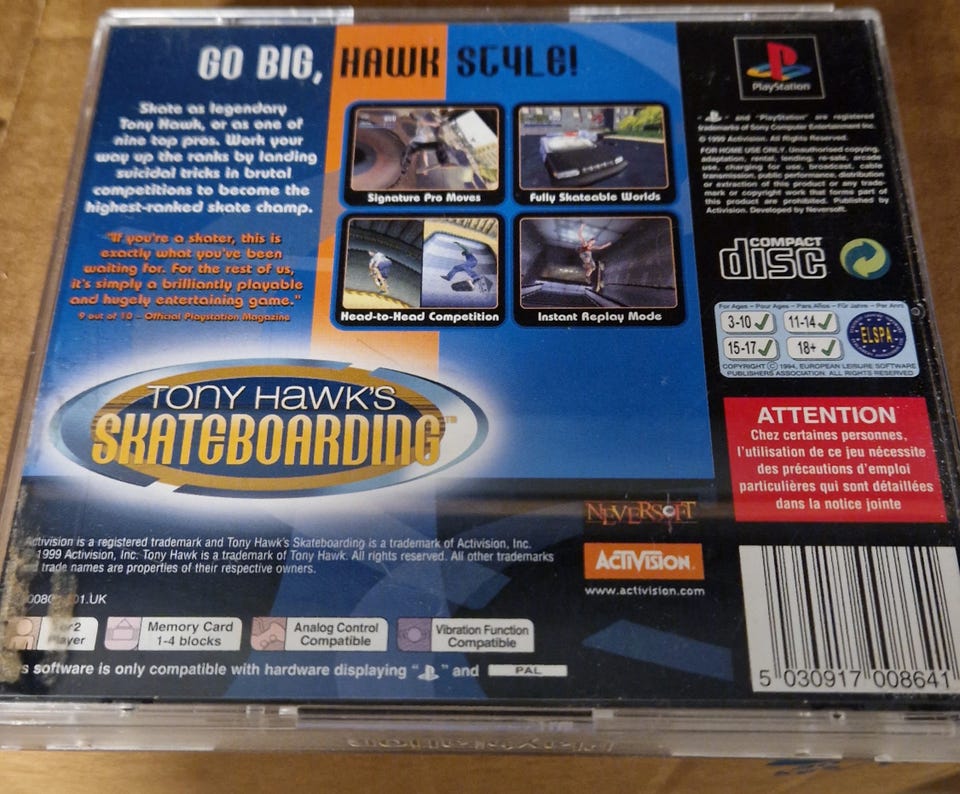 GO BIG, HAWK STYLE!
Skate as legendary
Tony Hawk, or as one of
nine top pros. Work your
way up the ranks by landing
suicidal tricks in brutal
competitions to become the
highest-ranked skate champ.
"If you're a skater, this is
exactly what you've been
waiting for. For the rest of us,
it's simply a brilliantly playable
and hugely entertaining game."
9 out of 10 – Official Playstation Magazine
Signature Pro Moves
Fully Skateable Worlds
Head-to-Head Competition
Instant Replay Mode
TONY HAWK'S
SKATEBOARDING™
PlayStation
" " and "PlayStation" are registered
trademarks of Sony Computer Entertainment Inc.
© 1999 Activision, Inc. All Rights Reserved.
FOR HOME USE ONLY. Unauthorised copying,
adaptation, rental, lending, re-sale, arcade
use, charging for use, broadcast, cable
transmission, public performance, distribution
or extraction of this product or any trade-
mark or copyright work that forms part of
this product are prohibited. Published by
Activision. Developed by Neversoft.
COMPACT
disc
For Ages – Pour Ages – Para Años – Für Jahre – Per Anni
3-10 11-14
15-17 18+
ELSPA
COPYRIGHT © 1994, EUROPEAN LEISURE SOFTWARE
PUBLISHERS ASSOCIATION. ALL RIGHTS RESERVED
ATTENTION
Chez certaines personnes,
l'utilisation de ce jeu nécessite
des précautions d'emploi
particulières qui sont détaillées
dans la notice jointe
NEVERSOFT
ACTIVISION.
www.activision.com
Activision is a registered trademark and Tony Hawk's Skateboarding is a trademark of Activision, Inc.
1999 Activision, Inc. Tony Hawk is a trademark of Tony Hawk. All rights reserved. All other trademarks
trade names are properties of their respective owners.
01.UK
Player
Memory Card
1-4 blocks
Analog Control
Compatible
Vibration Function
Compatible
software is only compatible with hardware displaying " " and PAL
5 030917 008641